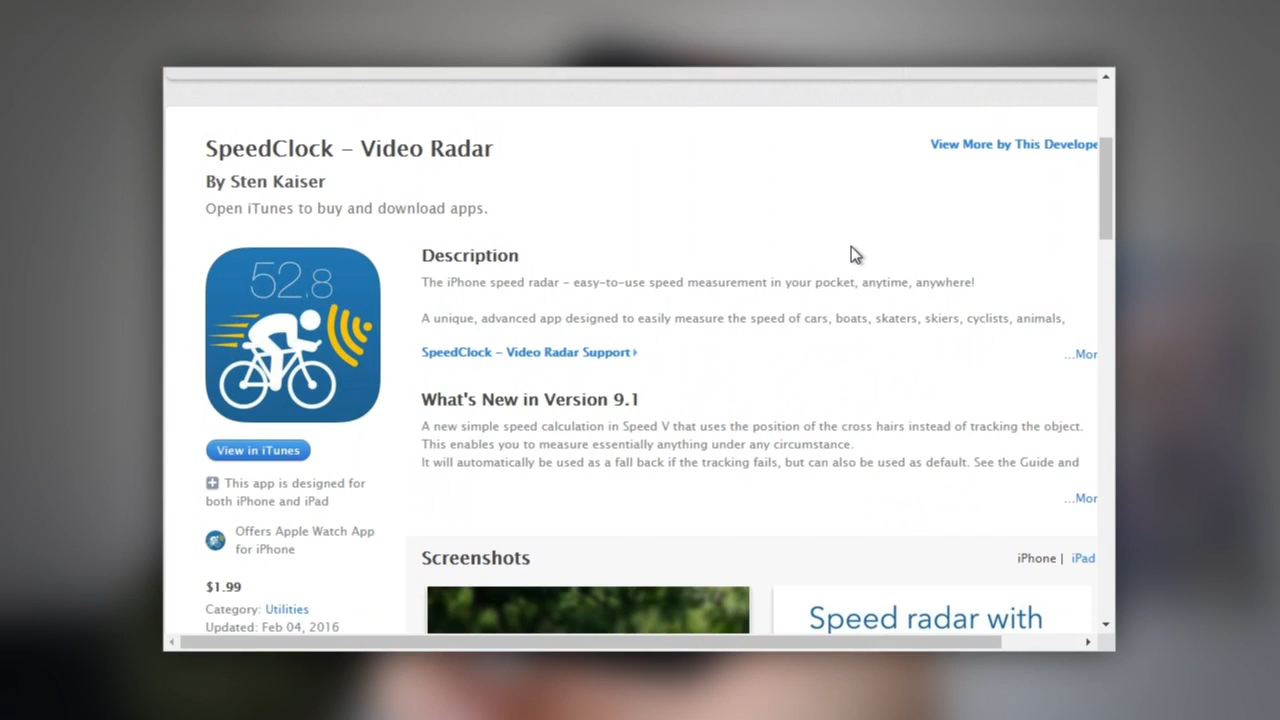 SpeedClock – Video Radar
View More by This Develope
By Sten Kaiser
Open iTunes to buy and download apps.
52.8
Description
The iPhone speed radar – easy-to-use speed measurement in your pocket, anytime, anywhere!
A unique, advanced app designed to easily measure the speed of cars, boats, skaters, skiers, cyclists, animals,
SpeedClock – Video Radar Support
...Mor
What's New in Version 9.1
A new simple speed calculation in Speed V that uses the position of the cross hairs instead of tracking the object.
This enables you to measure essentially anything under any circumstance.
It will automatically be used as a fall back if the tracking fails, but can also be used as default. See the Guide and
...Mor
View in iTunes
This app is designed for
both iPhone and iPad
Offers Apple Watch App
for iPhone
$1.99
Category: Utilities
Updated: Feb 04, 2016
Screenshots
iPhone | iPad
Speed radar with